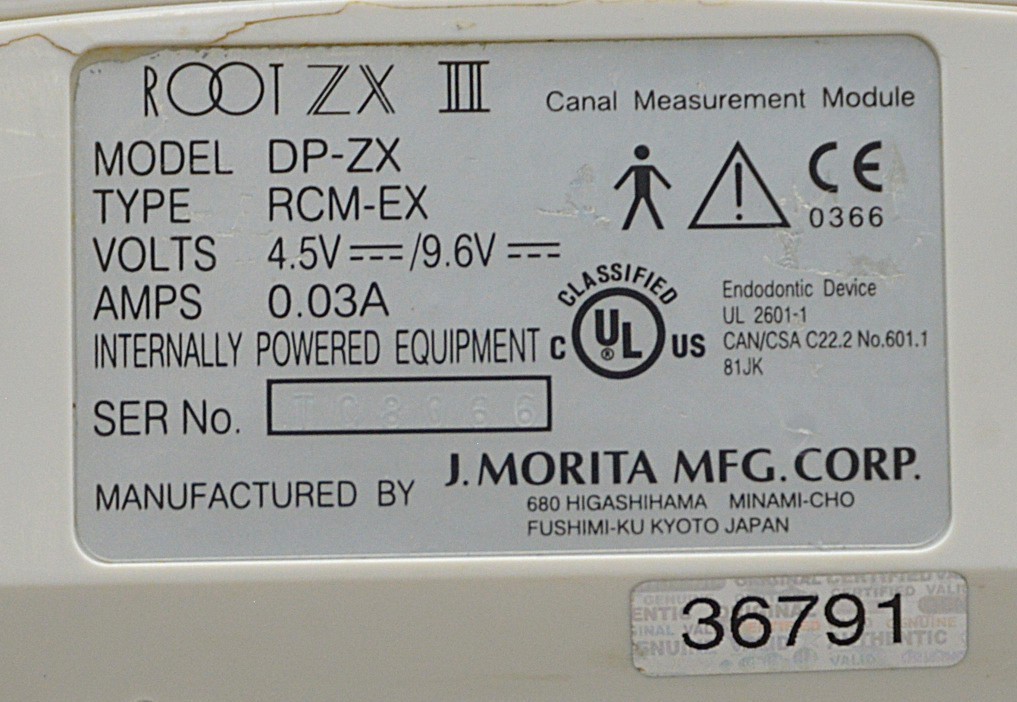 ROOT ZX III Canal Measurement Module
MODEL DP-ZX
TYPE RCM-EX
CE
0366
VOLTS 4.5V⎓/9.6V⎓
AMPS 0.03A
INTERNALLY POWERED EQUIPMENT
CLASSIFIED
C UL® US
Endodontic Device
UL 2601-1
CAN/CSA C22.2 No.601.1
81JK
SER No.
MANUFACTURED BY J. MORITA MFG. CORP.
680 HIGASHIHAMA MINAMI-CHO
FUSHIMI-KU KYOTO JAPAN
36791